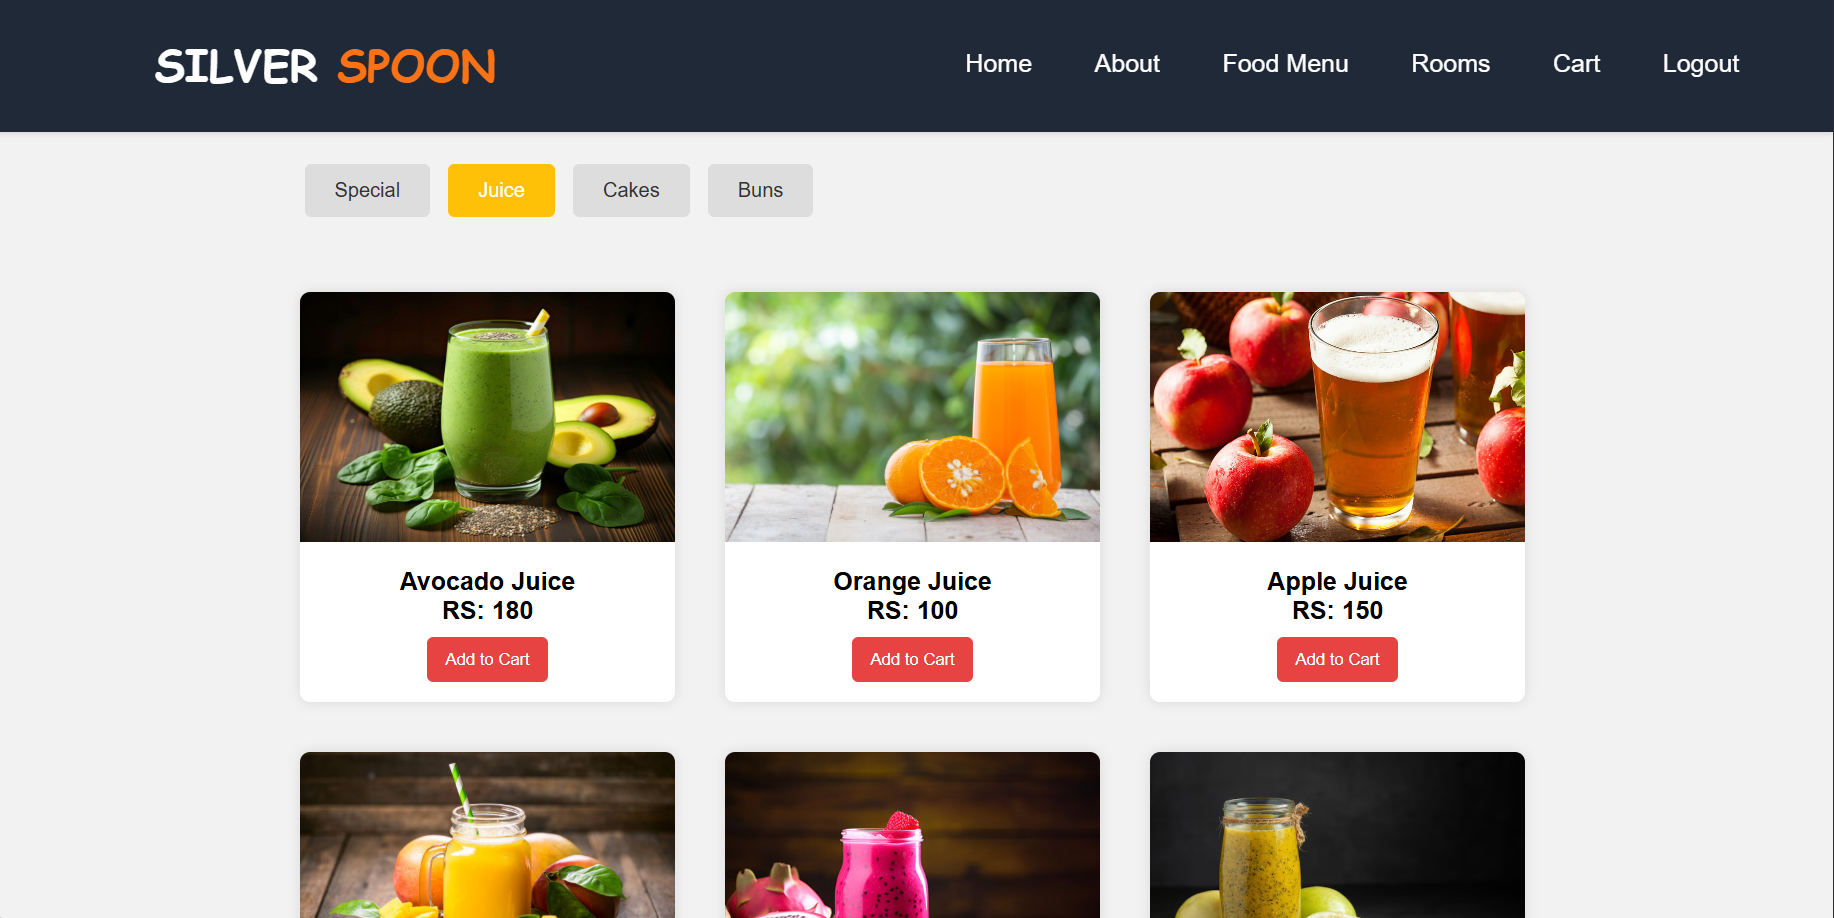 SILVER SPOON
Home About Food Menu Rooms Cart Logout
Special Juice Cakes Buns
Avocado Juice
RS: 180
Add to Cart
Orange Juice
RS: 100
Add to Cart
Apple Juice
RS: 150
Add to Cart